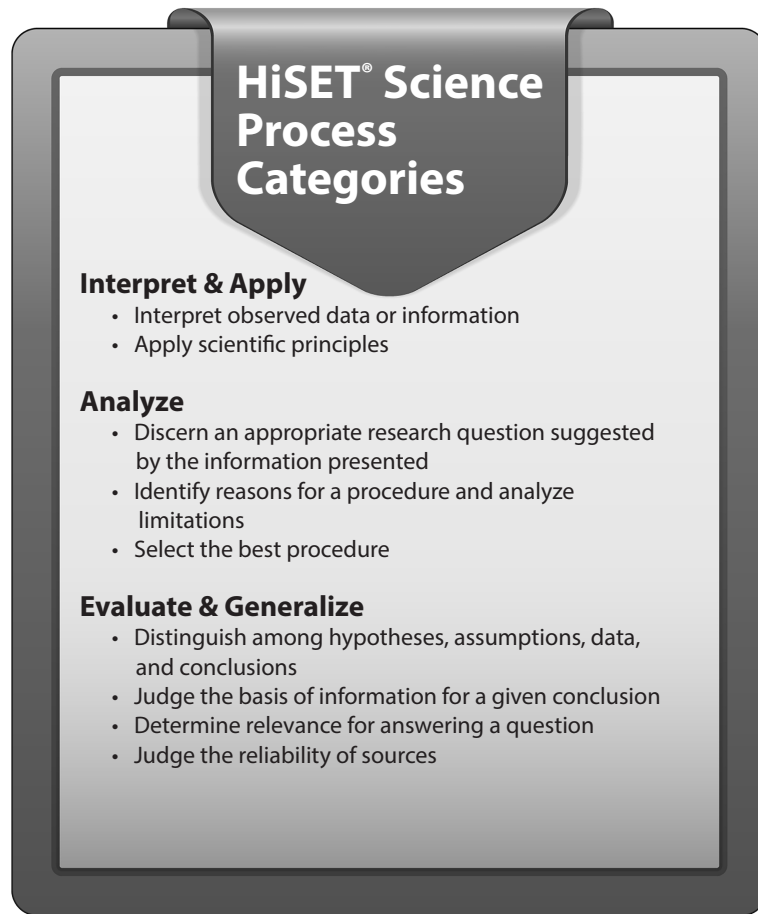 HiSET® Science
Process
Categories
Interpret & Apply
• Interpret observed data or information
• Apply scientific principles
Analyze
• Discern an appropriate research question suggested
by the information presented
• Identify reasons for a procedure and analyze
limitations
• Select the best procedure
Evaluate & Generalize
• Distinguish among hypotheses, assumptions, data,
and conclusions
• Judge the basis of information for a given conclusion
• Determine relevance for answering a question
• Judge the reliability of sources